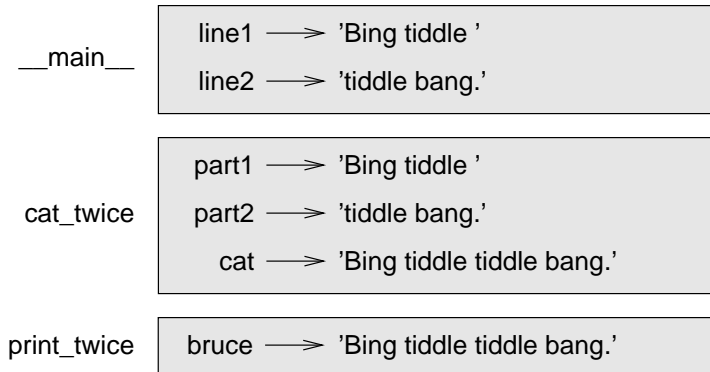 __main__
line1 ’Bing tiddle ’
line2 ’tiddle bang.’
cat_twice
part1 ’Bing tiddle ’
part2 ’tiddle bang.’
cat ’Bing tiddle tiddle bang.’
print_twice
bruce ’Bing tiddle tiddle bang.’